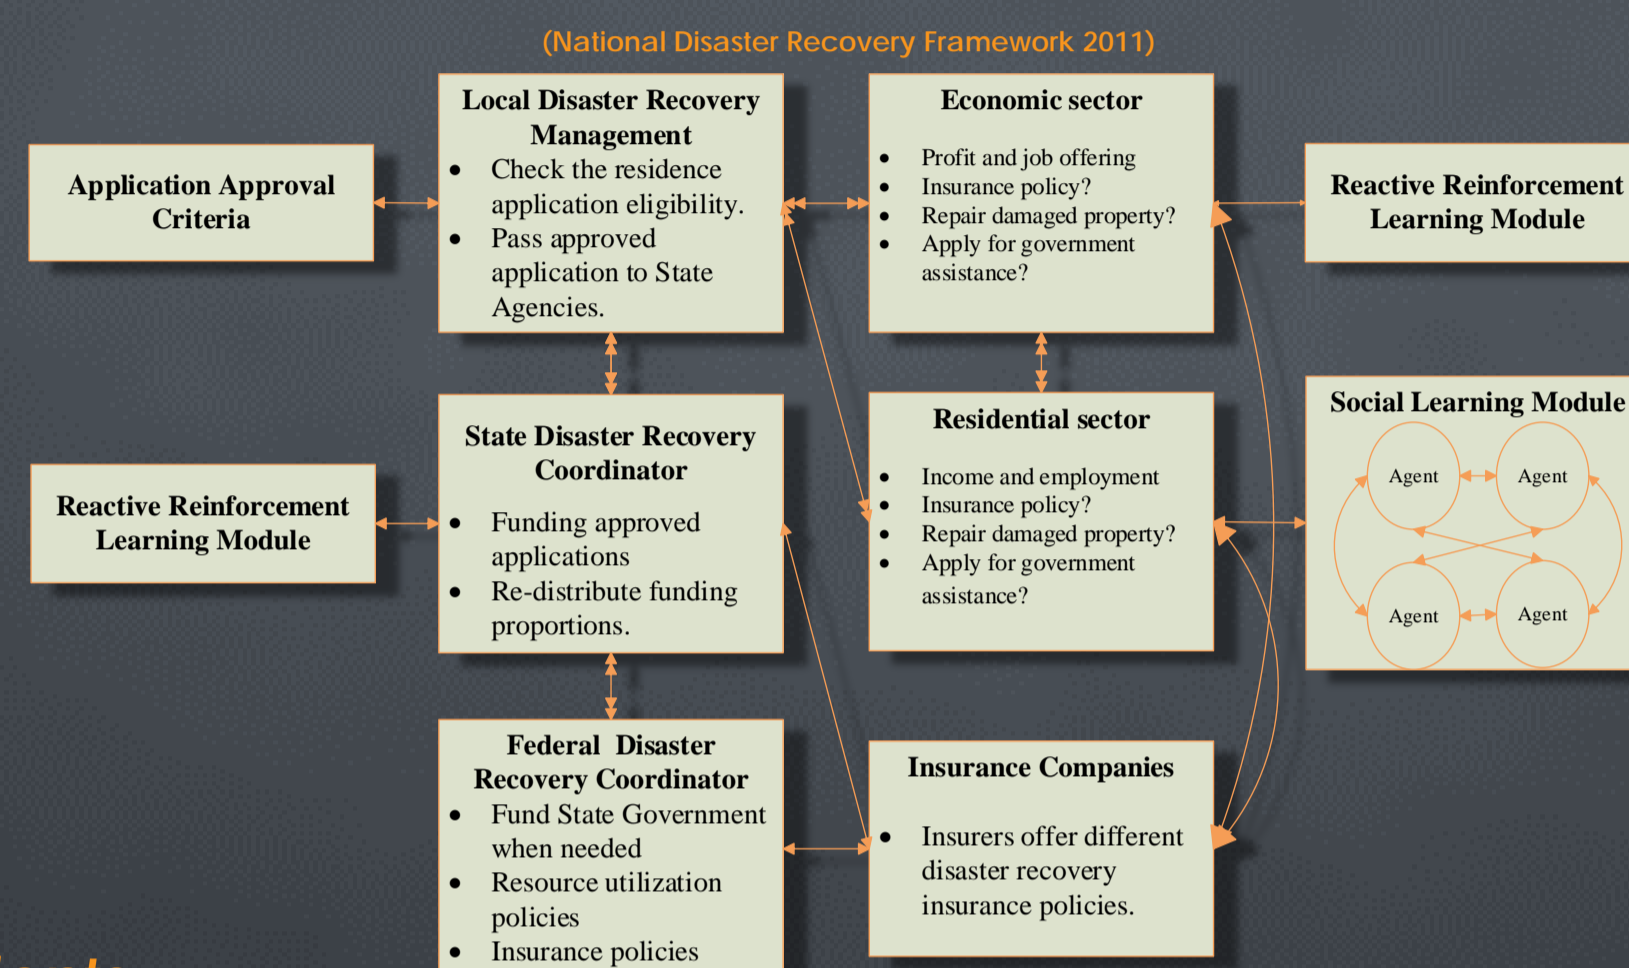 (National Disaster Recovery Framework 2011)
Local Disaster Recovery
Management
• Check the residence
application eligibility.
• Pass approved
application to State
Agencies.
Economic sector
• Profit and job offering
• Insurance policy?
• Repair damaged property?
• Apply for government
assistance?
Application Approval
Criteria
Reactive Reinforcement
Learning Module
State Disaster Recovery
Coordinator
• Funding approved
applications
• Re-distribute funding
proportions.
Residential sector
• Income and employment
• Insurance policy?
• Repair damaged property?
• Apply for government
assistance?
Social Learning Module
Agent
Agent
Agent
Agent
Reactive Reinforcement
Learning Module
Federal  Disaster
Recovery Coordinator
• Fund State Government
when needed
• Resource utilization
policies
• Insurance policies
Insurance Companies
• Insurers offer different
disaster recovery
insurance policies.